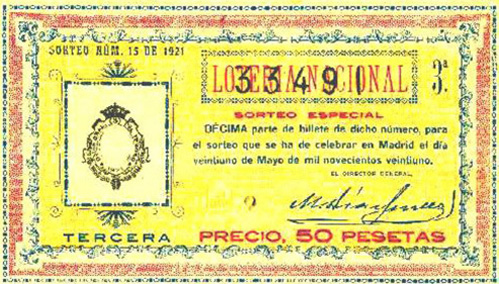 SORTEO NÚM. 15 DE 1921
LOTERIA NACIONAL 3ª
33490
SORTEO ESPECIAL
DÉCIMA parte de billete de dicho número, para
el sorteo que se ha de celebrar en Madrid el día
veintiuno de Mayo de mil novecientos veintiuno.
EL DIRECTOR GENERAL,
TERCERA
PRECIO, 50 PESETAS